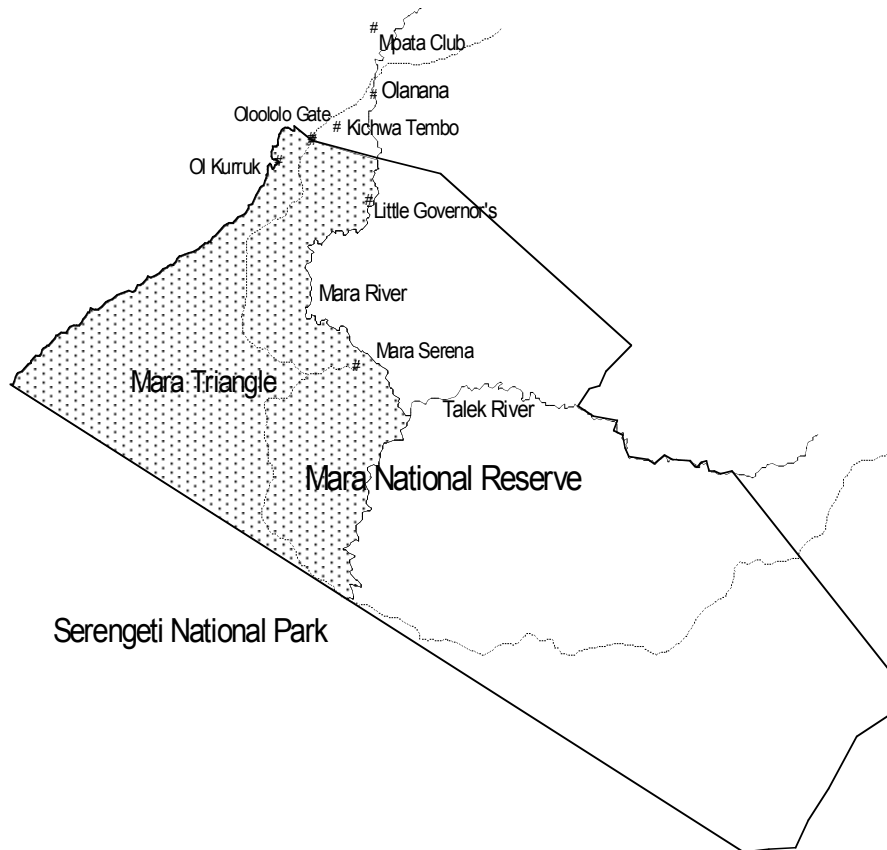 # Mpata Club
# Olanana
Oloololo Gate #
# Kichwa Tembo
Ol Kurruk #
# Little Governor's
Mara River
Mara Serena
#
Mara Triangle
Talek River
Mara National Reserve
Serengeti National Park